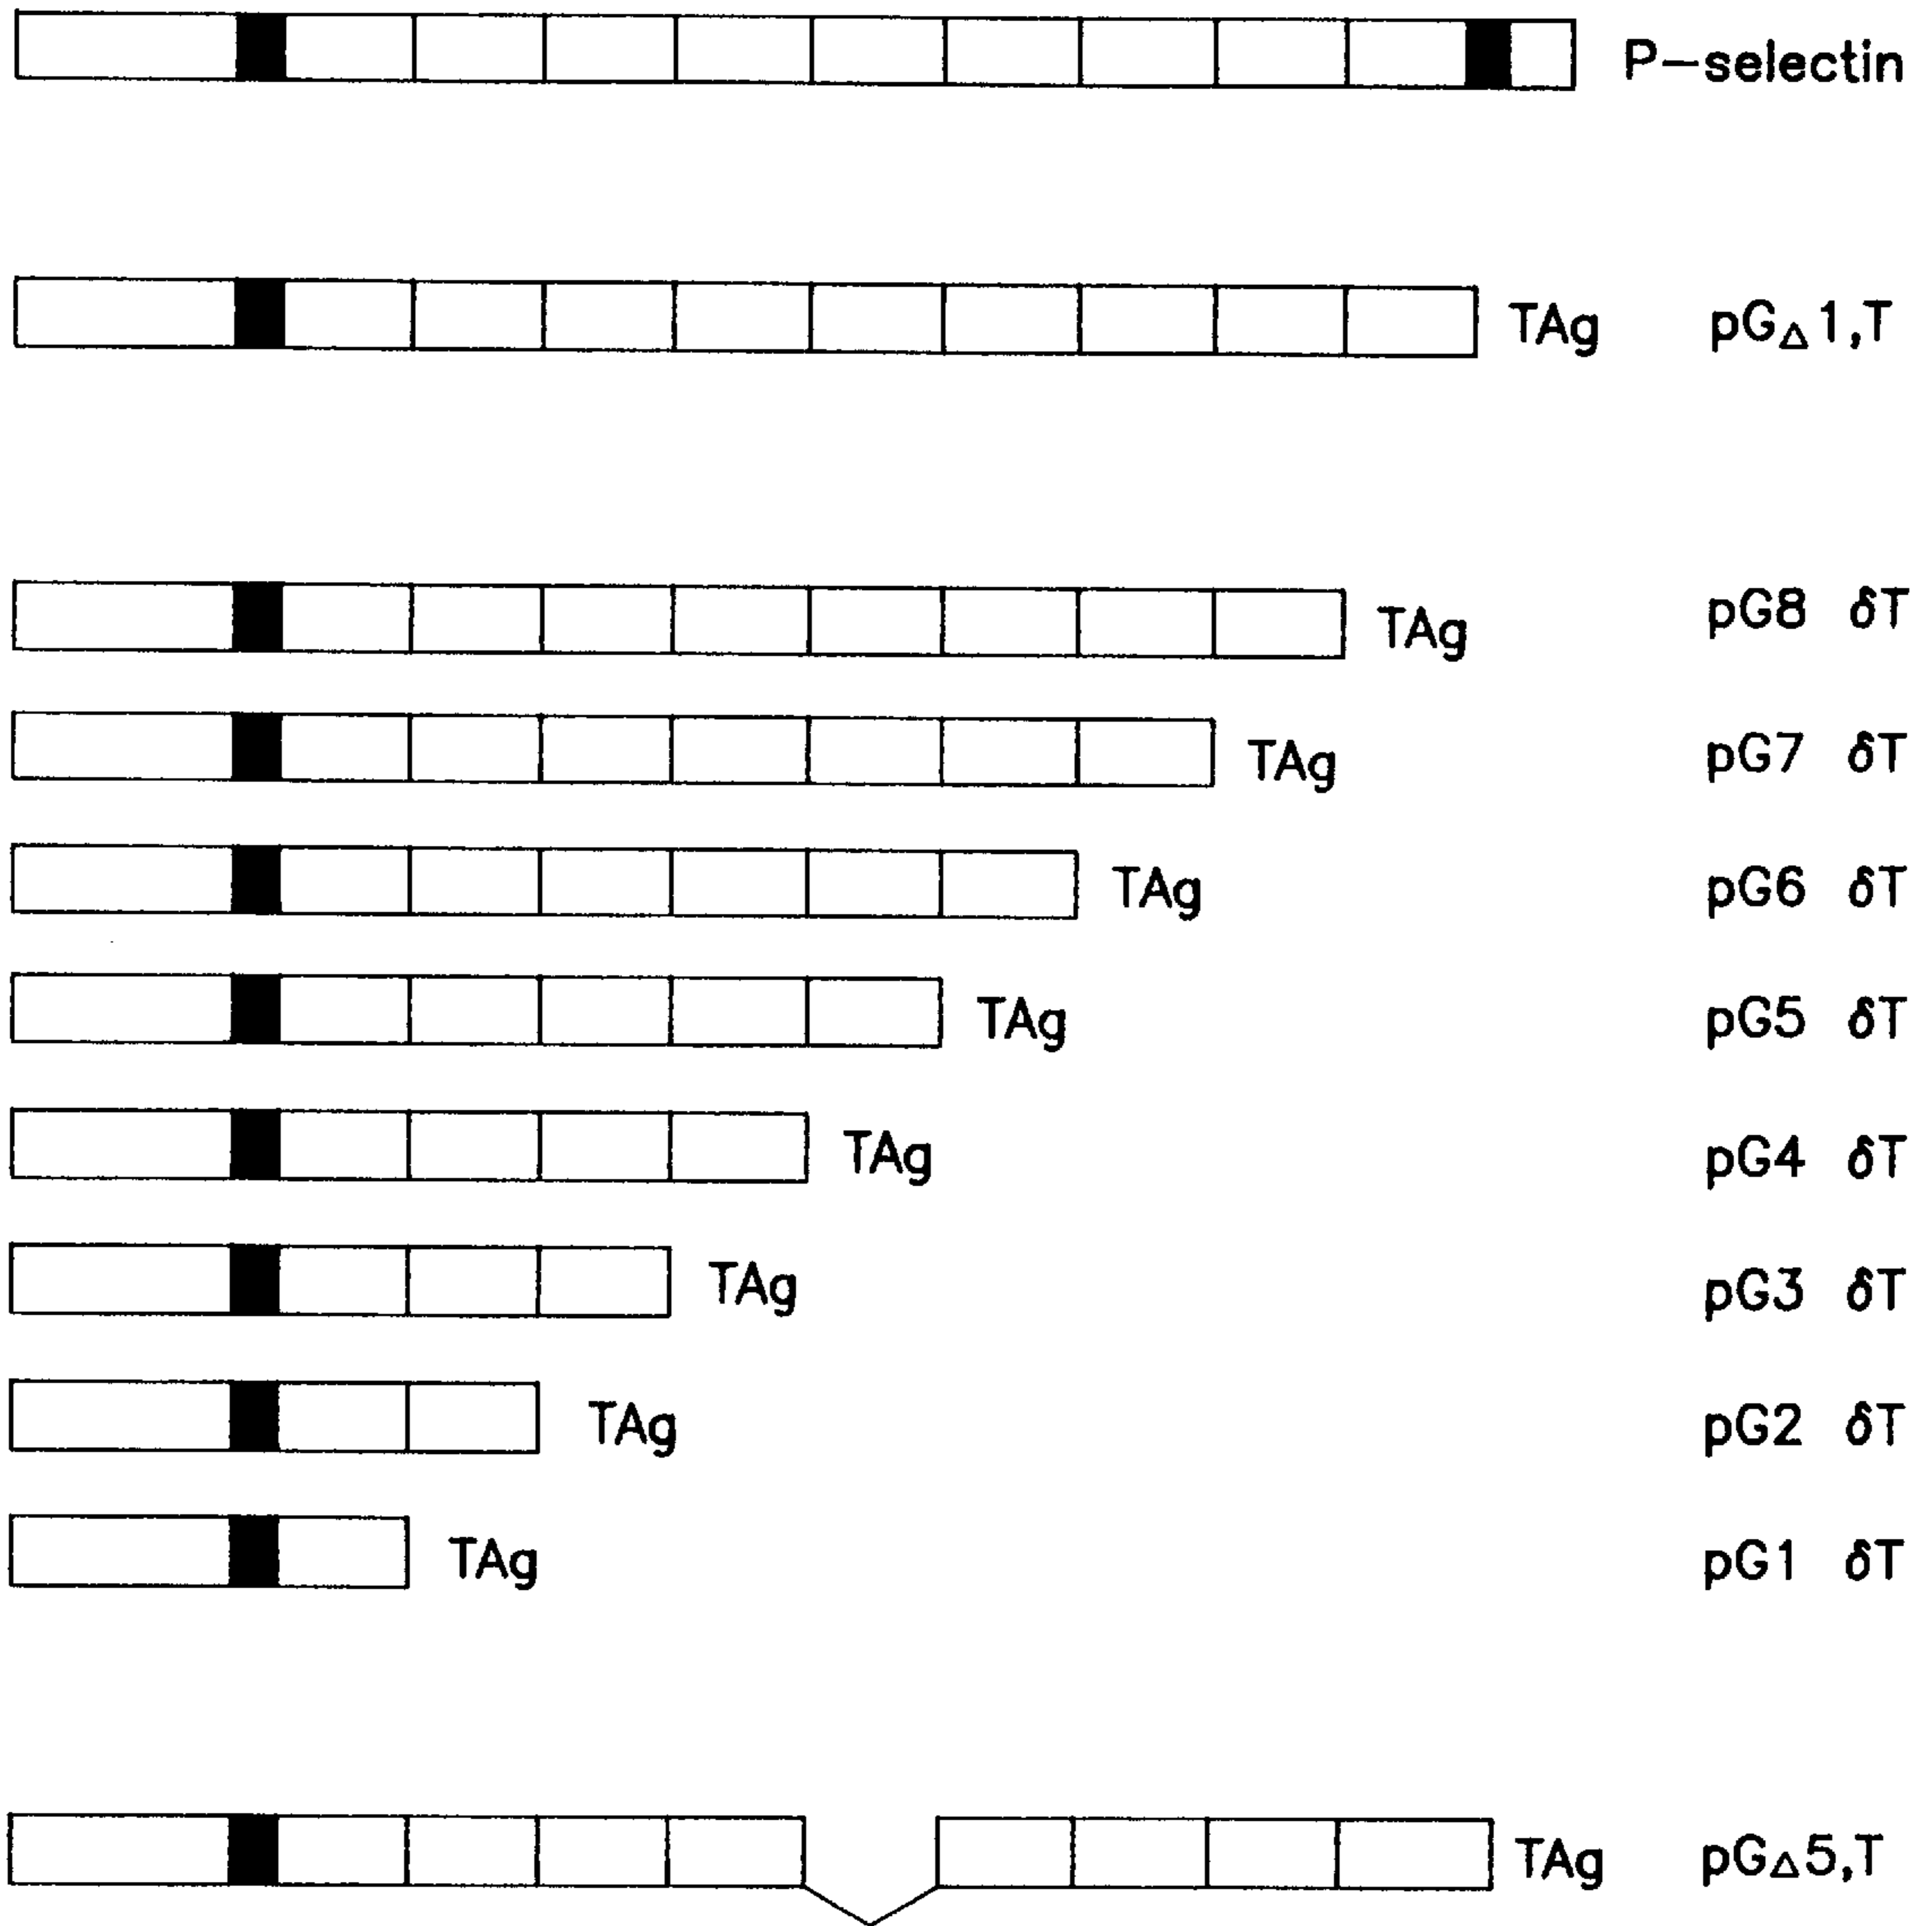 P-selectin
TAg pG△1,T
TAg pG8 δT
TAg pG7 δT
TAg pG6 δT
TAg pG5 δT
TAg pG4 δT
TAg pG3 δT
TAg pG2 δT
TAg pG1 δT
TAg pG△5,T